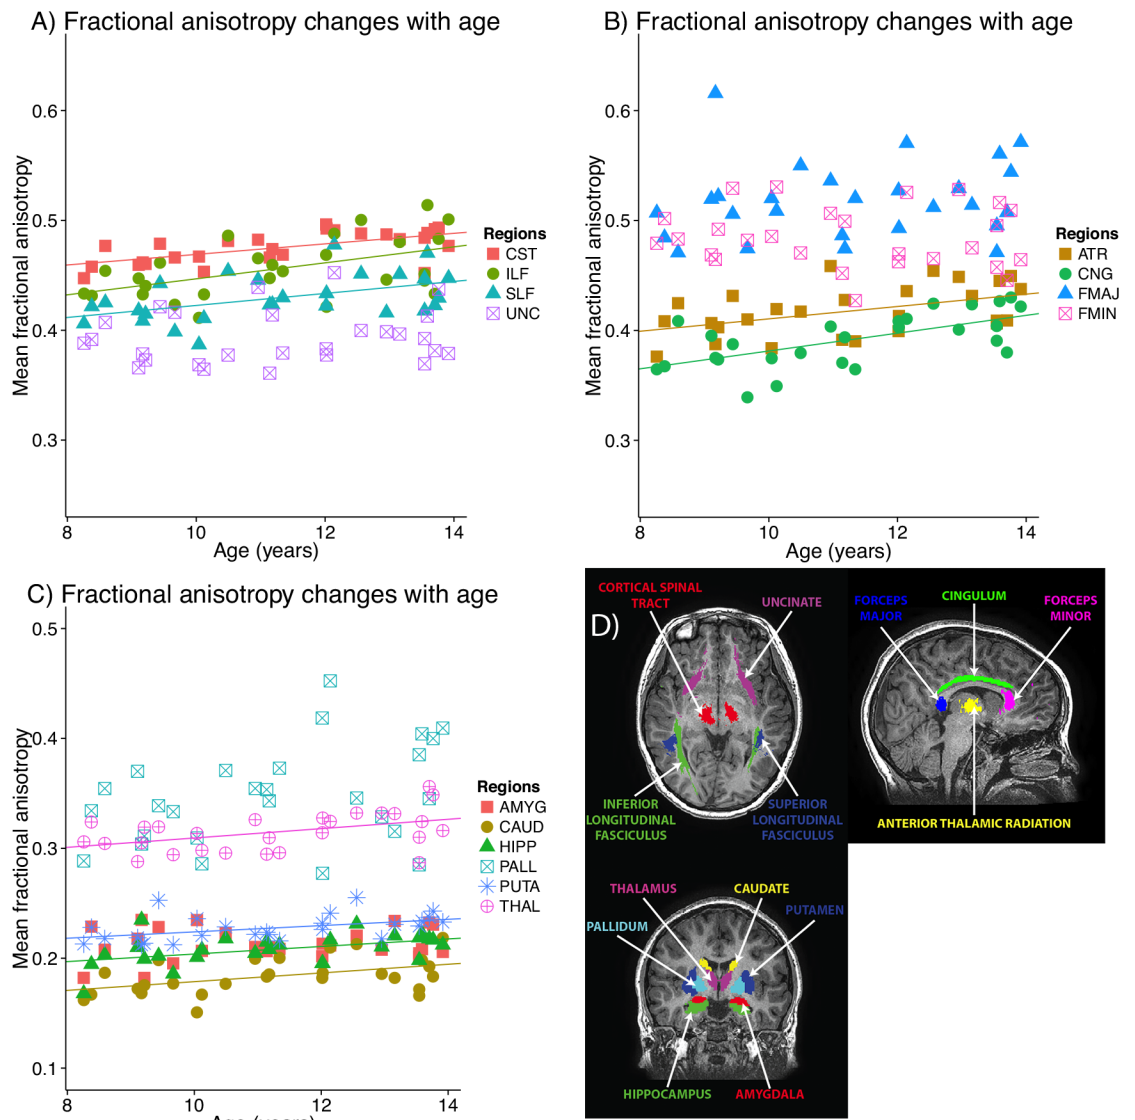 A) Fractional anisotropy changes with age
Mean fractional anisotropy
0.6
0.5
0.4
0.3
8 10 12 14
Age (years)
Regions
CST
ILF
SLF
UNC
B) Fractional anisotropy changes with age
Mean fractional anisotropy
0.6
0.5
0.4
0.3
8 10 12 14
Age (years)
Regions
ATR
CNG
FMAJ
FMIN
C) Fractional anisotropy changes with age
Mean fractional anisotropy
0.5
0.4
0.3
0.2
0.1
8 10 12 14
Age (years)
Regions
AMYG
CAUD
HIPP
PALL
PUTA
THAL
D)
CORTICAL SPINAL
TRACT
UNCINATE
INFERIOR
LONGITUDINAL
FASCICULUS
SUPERIOR
LONGITUDINAL
FASCICULUS
FORCEPS
MAJOR
CINGULUM
FORCEPS
MINOR
ANTERIOR THALAMIC RADIATION
THALAMUS
CAUDATE
PUTAMEN
PALLIDUM
HIPPOCAMPUS
AMYGDALA